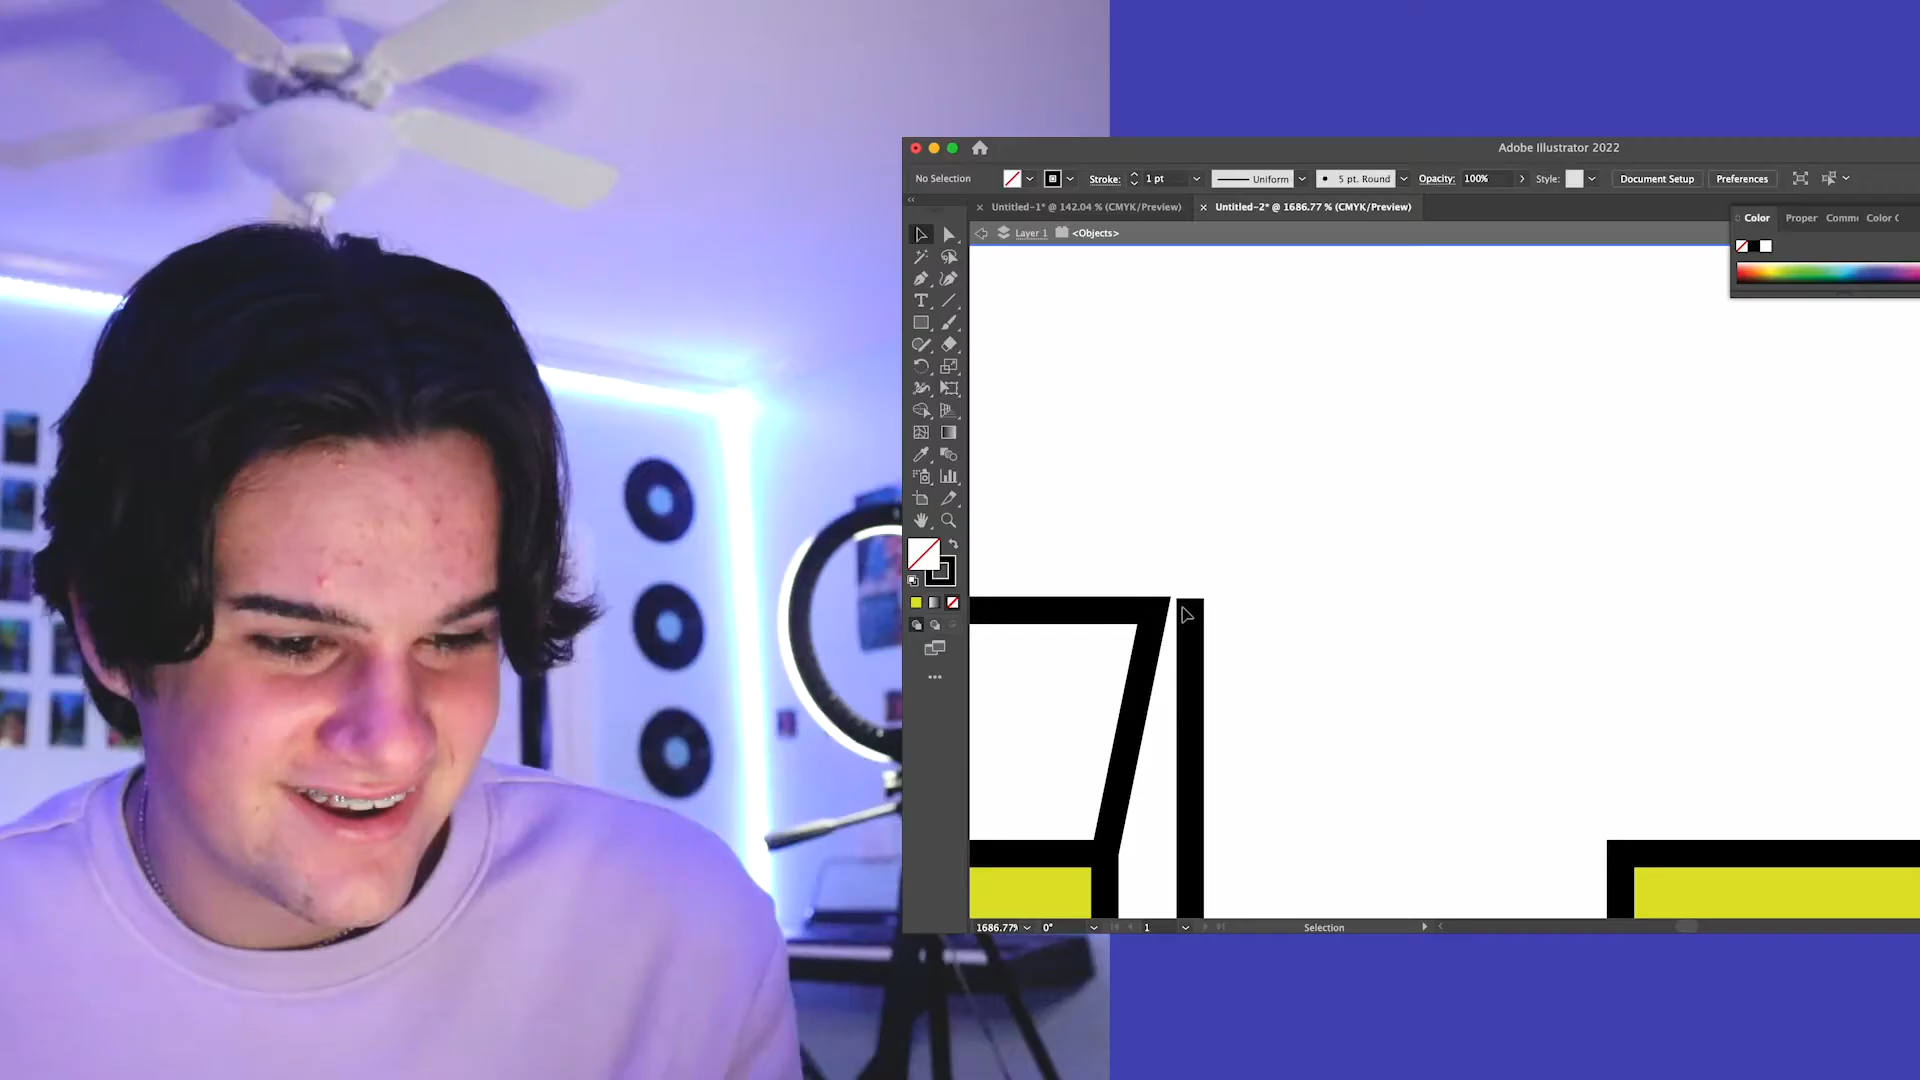 Adobe Illustrator 2022
No Selection Stroke: 1 pt Uniform 5 pt. Round Opacity: 100% Style: Document Setup Preferences
Untitled-1* @ 142.04 % (CMYK/Preview) Untitled-2* @ 1686.77 % (CMYK/Preview)
Color Proper Comme Color C
Layer 1 <Objects>
1686.77% 0° 1 Selection